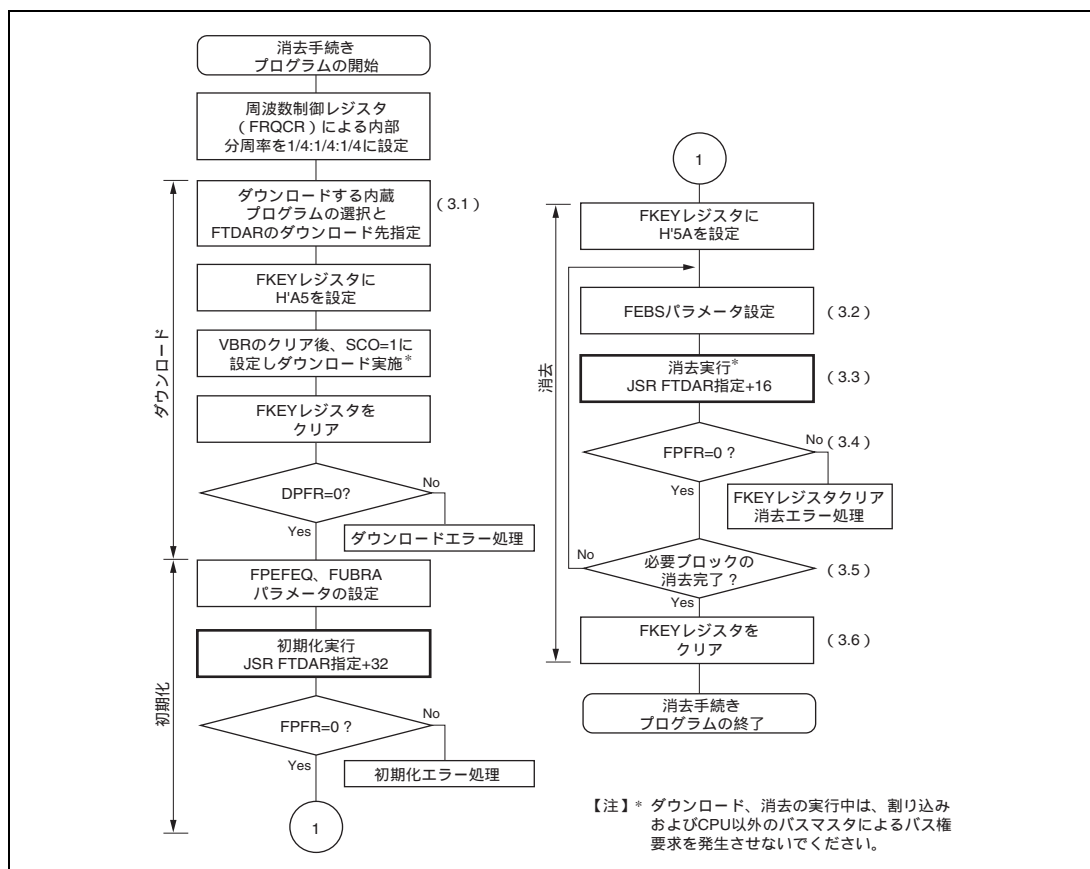 消去手続き
プログラムの開始
周波数制御レジスタ
(FRQCR)による内部
分周率を1/4:1/4:1/4に設定
ダウンロード
ダウンロードする内蔵
プログラムの選択と
FTDARのダウンロード先指定
(3.1)
FKEYレジスタに
H'A5を設定
VBRのクリア後、SCO=1に
設定しダウンロード実施*
FKEYレジスタを
クリア
DPFR=0?
No
Yes
ダウンロードエラー処理
初期化
FPEFEQ、FUBRA
パラメータの設定
初期化実行
JSR FTDAR指定+32
FPFR=0 ?
No
Yes
初期化エラー処理
1
1
消去
FKEYレジスタに
H'5Aを設定
FEBSパラメータ設定
(3.2)
消去実行*
JSR FTDAR指定+16
(3.3)
FPFR=0 ?
No (3.4)
Yes
FKEYレジスタクリア
消去エラー処理
No
必要ブロックの
消去完了 ?
(3.5)
Yes
FKEYレジスタを
クリア
(3.6)
消去手続き
プログラムの終了
【注】* ダウンロード、消去の実行中は、割り込み
およびCPU以外のバスマスタによるバス権
要求を発生させないでください。